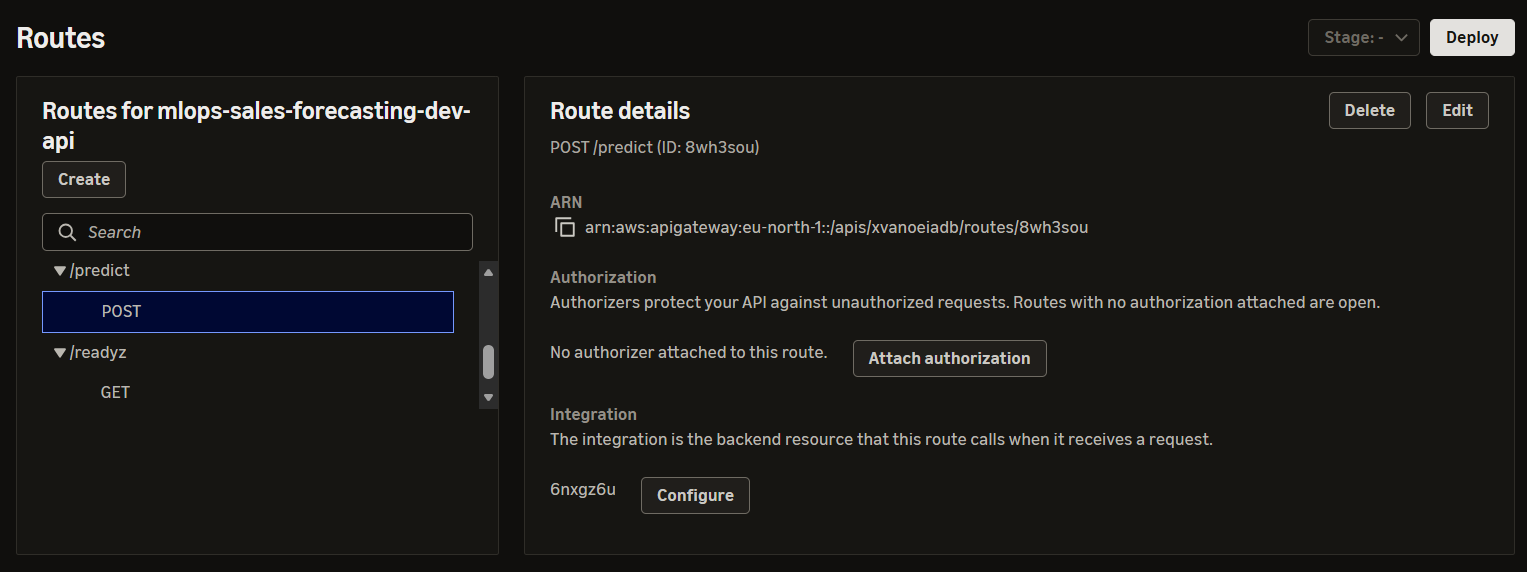 Routes
Stage: -
Deploy
Routes for mlops-sales-forecasting-dev-
api
Create
Search
/predict
POST
/readyz
GET
Route details
Delete
Edit
POST /predict (ID: 8wh3sou)
ARN
arn:aws:apigateway:eu-north-1::/apis/xvanoeiadb/routes/8wh3sou
Authorization
Authorizers protect your API against unauthorized requests. Routes with no authorization attached are open.
No authorizer attached to this route.
Attach authorization
Integration
The integration is the backend resource that this route calls when it receives a request.
6nxgz6u
Configure